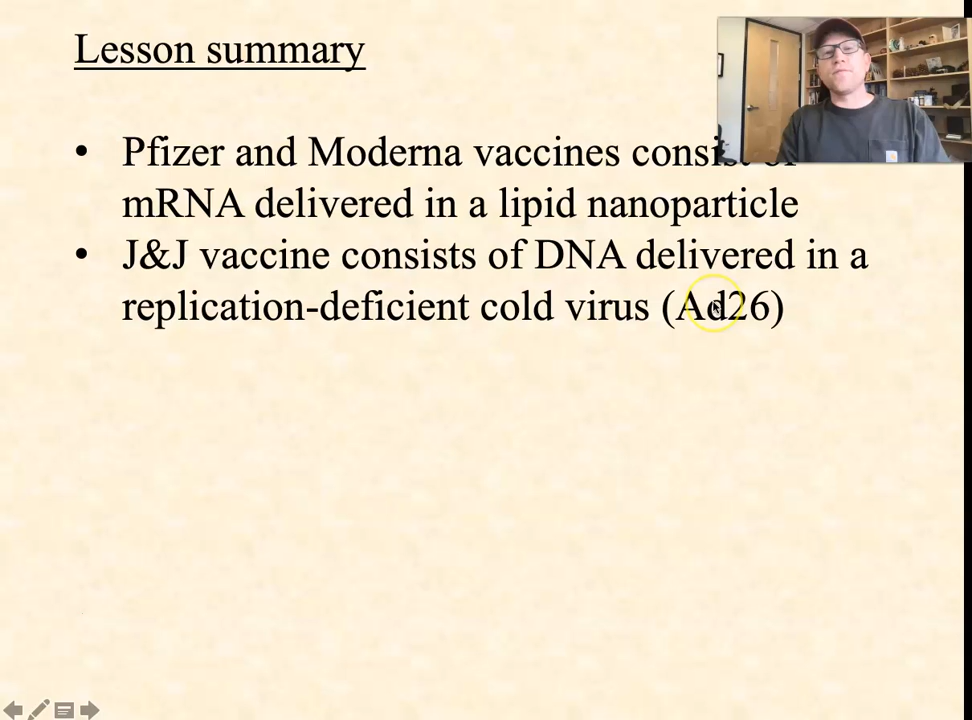 Lesson summary
• Pfizer and Moderna vaccines consist of
mRNA delivered in a lipid nanoparticle
• J&J vaccine consists of DNA delivered in a
replication-deficient cold virus (Ad26)